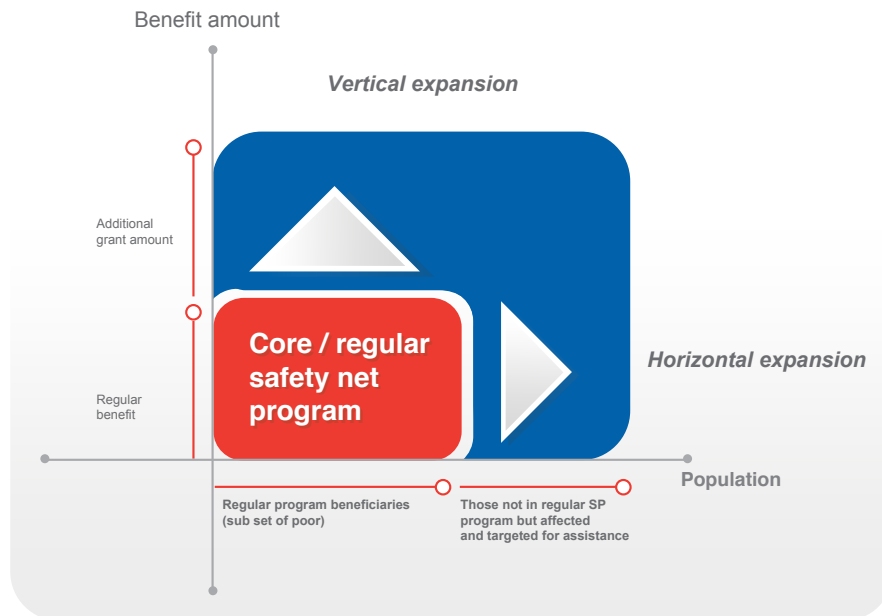 Benefit amount
Vertical expansion
Additional
grant amount
Core / regular
safety net
program
Horizontal expansion
Regular
benefit
Population
Regular program beneficiaries
(sub set of poor)
Those not in regular SP
program but affected
and targeted for assistance